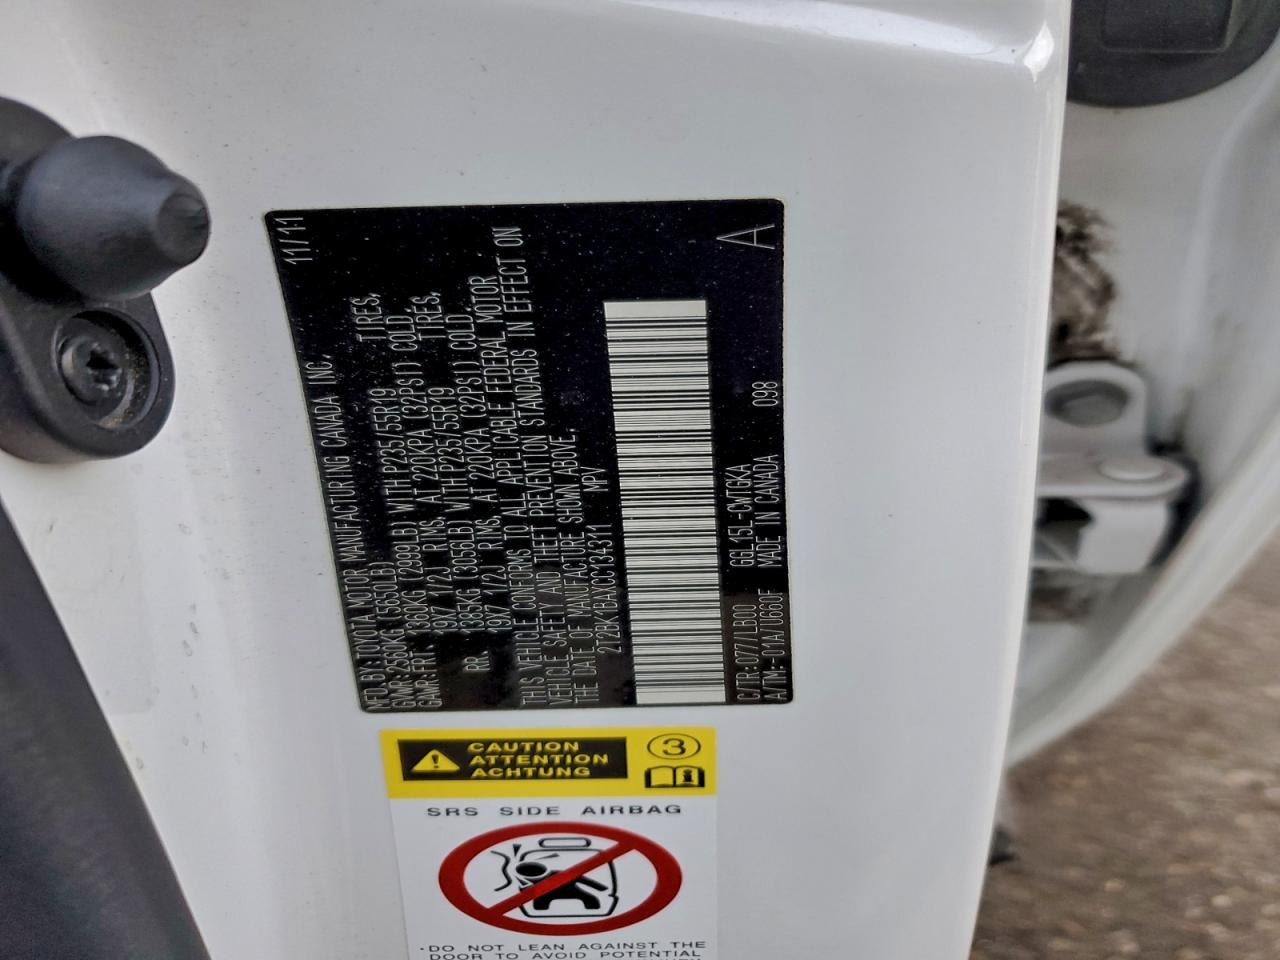 MFD. BY: TOYOTA MOTOR MANUFACTURING CANADA INC. 11/11
GVWR: 2560KG (5650LB)
GAWR: FRT. 1360KG (2999LB) WITH P235/55R19 TIRES,
19X7 1/2J RIMS, AT 220KPA (32PSI) COLD.
RR. 1385KG (3056LB) WITH P235/55R19 TIRES,
19X7 1/2J RIMS, AT 220KPA (32PSI) COLD.
THIS VEHICLE CONFORMS TO ALL APPLICABLE FEDERAL MOTOR
VEHICLE SAFETY AND THEFT PREVENTION STANDARDS IN EFFECT ON
THE DATE OF MANUFACTURE SHOWN ABOVE.
2T2BK1BAXCC134311 MPV
A
C/TR: 077/LB00 GGL15L-CWTGKA
A/TM: -01A/U660F MADE IN CANADA 098
CAUTION
ATTENTION
ACHTUNG
3
SRS SIDE AIRBAG
·DO NOT LEAN AGAINST THE
DOOR TO AVOID POTENTIAL